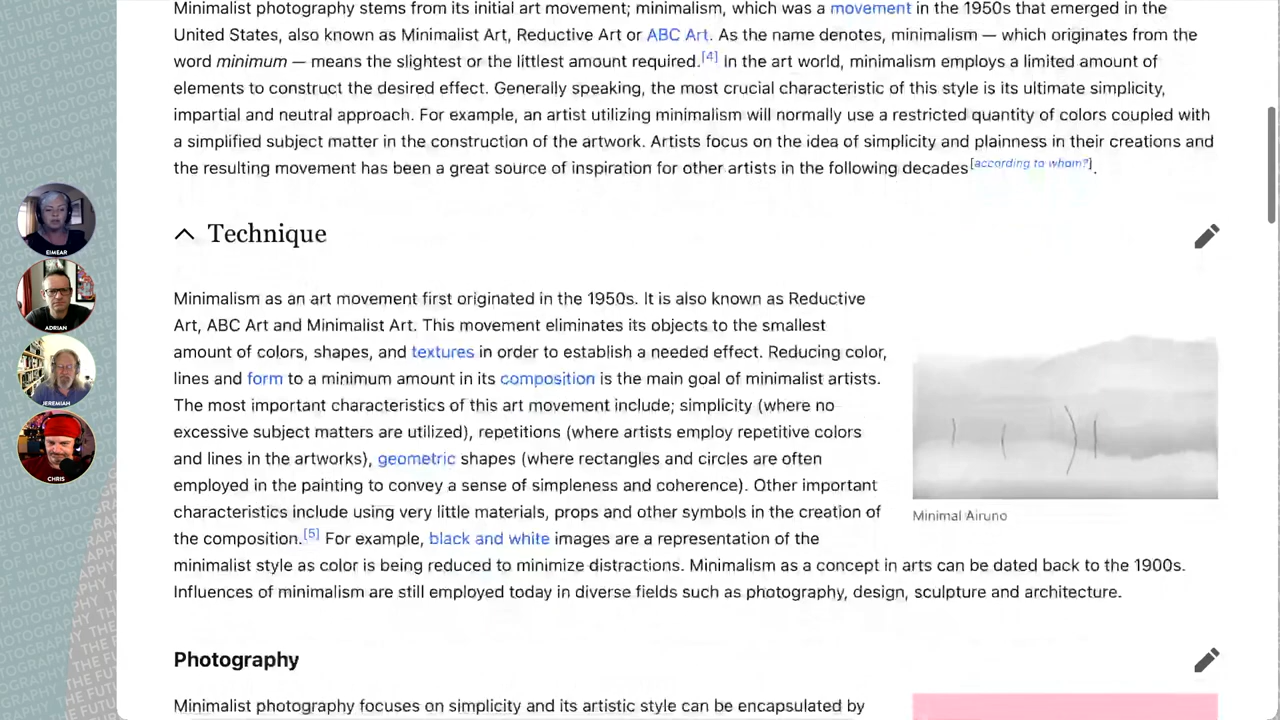 Minimalist photography stems from its initial art movement; minimalism, which was a movement in the 1950s that emerged in the
United States, also known as Minimalist Art, Reductive Art or ABC Art. As the name denotes, minimalism — which originates from the
word minimum — means the slightest or the littlest amount required.[4] In the art world, minimalism employs a limited amount of
elements to construct the desired effect. Generally speaking, the most crucial characteristic of this style is its ultimate simplicity,
impartial and neutral approach. For example, an artist utilizing minimalism will normally use a restricted quantity of colors coupled with
a simplified subject matter in the construction of the artwork. Artists focus on the idea of simplicity and plainness in their creations and
the resulting movement has been a great source of inspiration for other artists in the following decades[according to whom?].
Technique
Minimalism as an art movement first originated in the 1950s. It is also known as Reductive
Art, ABC Art and Minimalist Art. This movement eliminates its objects to the smallest
amount of colors, shapes, and textures in order to establish a needed effect. Reducing color,
lines and form to a minimum amount in its composition is the main goal of minimalist artists.
The most important characteristics of this art movement include; simplicity (where no
excessive subject matters are utilized), repetitions (where artists employ repetitive colors
and lines in the artworks), geometric shapes (where rectangles and circles are often
employed in the painting to convey a sense of simpleness and coherence). Other important
characteristics include using very little materials, props and other symbols in the creation of
the composition.[5] For example, black and white images are a representation of the
minimalist style as color is being reduced to minimize distractions. Minimalism as a concept in arts can be dated back to the 1900s.
Influences of minimalism are still employed today in diverse fields such as photography, design, sculpture and architecture.
Minimal Airuno
Photography
Minimalist photography focuses on simplicity and its artistic style can be encapsulated by
EIMEAR
ADRIAN
JEREMIAH
CHRIS